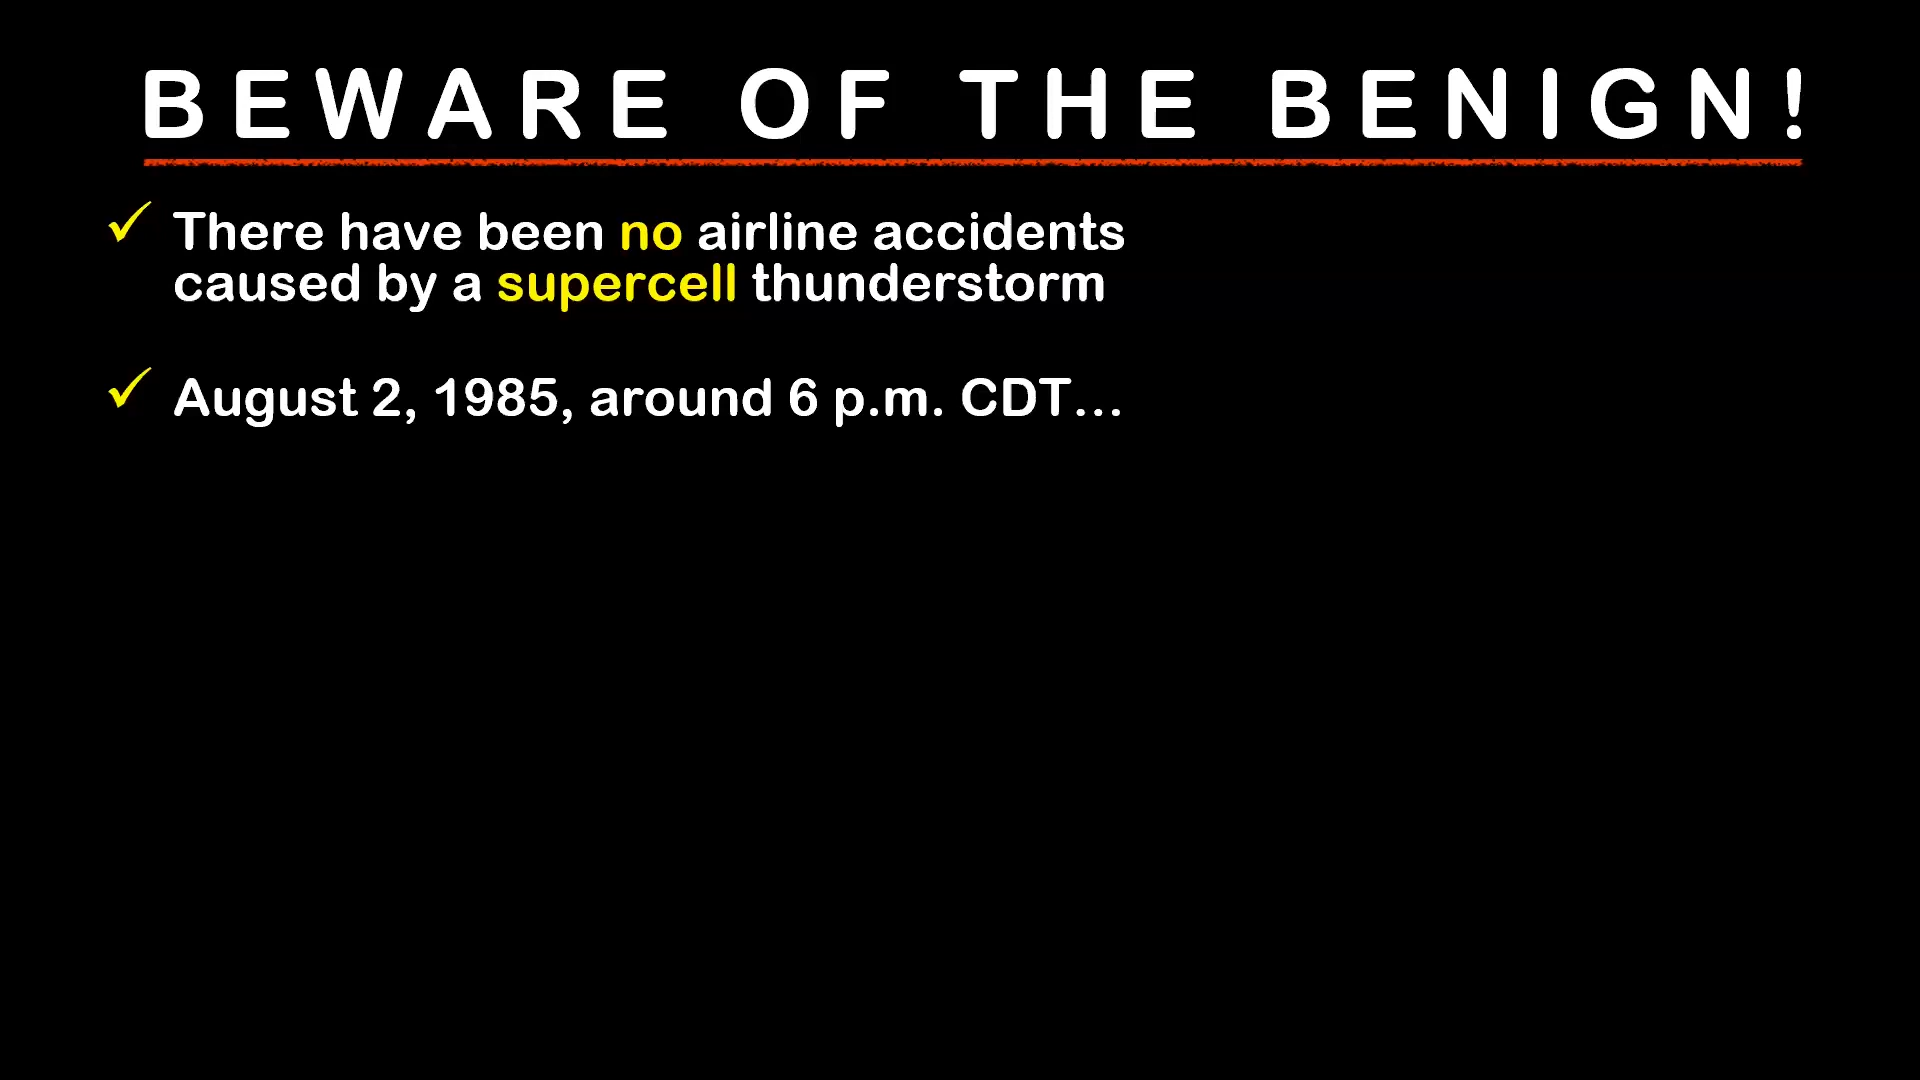 BEWARE OF THE BENIGN!
✓ There have been no airline accidents
caused by a supercell thunderstorm
✓ August 2, 1985, around 6 p.m. CDT...